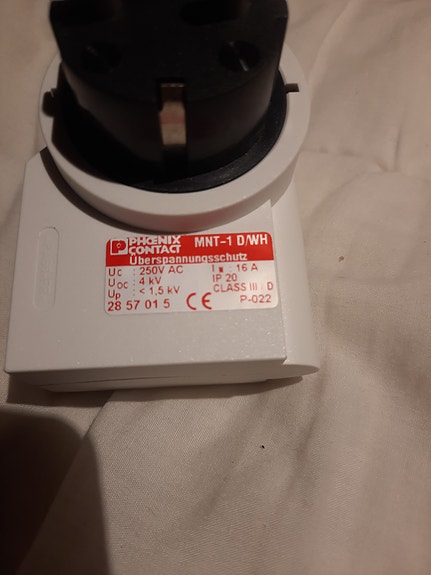 PHŒNIX CONTACT MNT-1 D/WH
Überspannungsschutz
Uc : 250V AC IN : 16 A
Uoc : 4 kV IP 20
Up : < 1,5 kV CLASS III : D
28 57 01 5 CE P-022